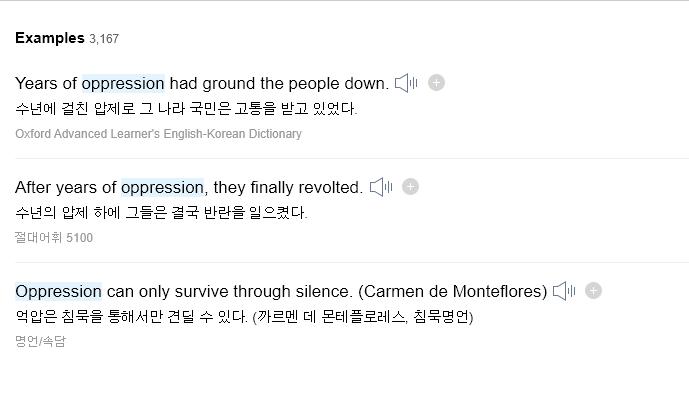 Examples 3,167
Years of oppression had ground the people down.
수년에 걸친 압제로 그 나라 국민은 고통을 받고 있었다.
Oxford Advanced Learner's English-Korean Dictionary
After years of oppression, they finally revolted.
수년의 압제 하에 그들은 결국 반란을 일으켰다.
절대어휘 5100
Oppression can only survive through silence. (Carmen de Monteflores)
억압은 침묵을 통해서만 견딜 수 있다. (까르멘 데 몬테플로레스, 침묵명언)
명언/속담